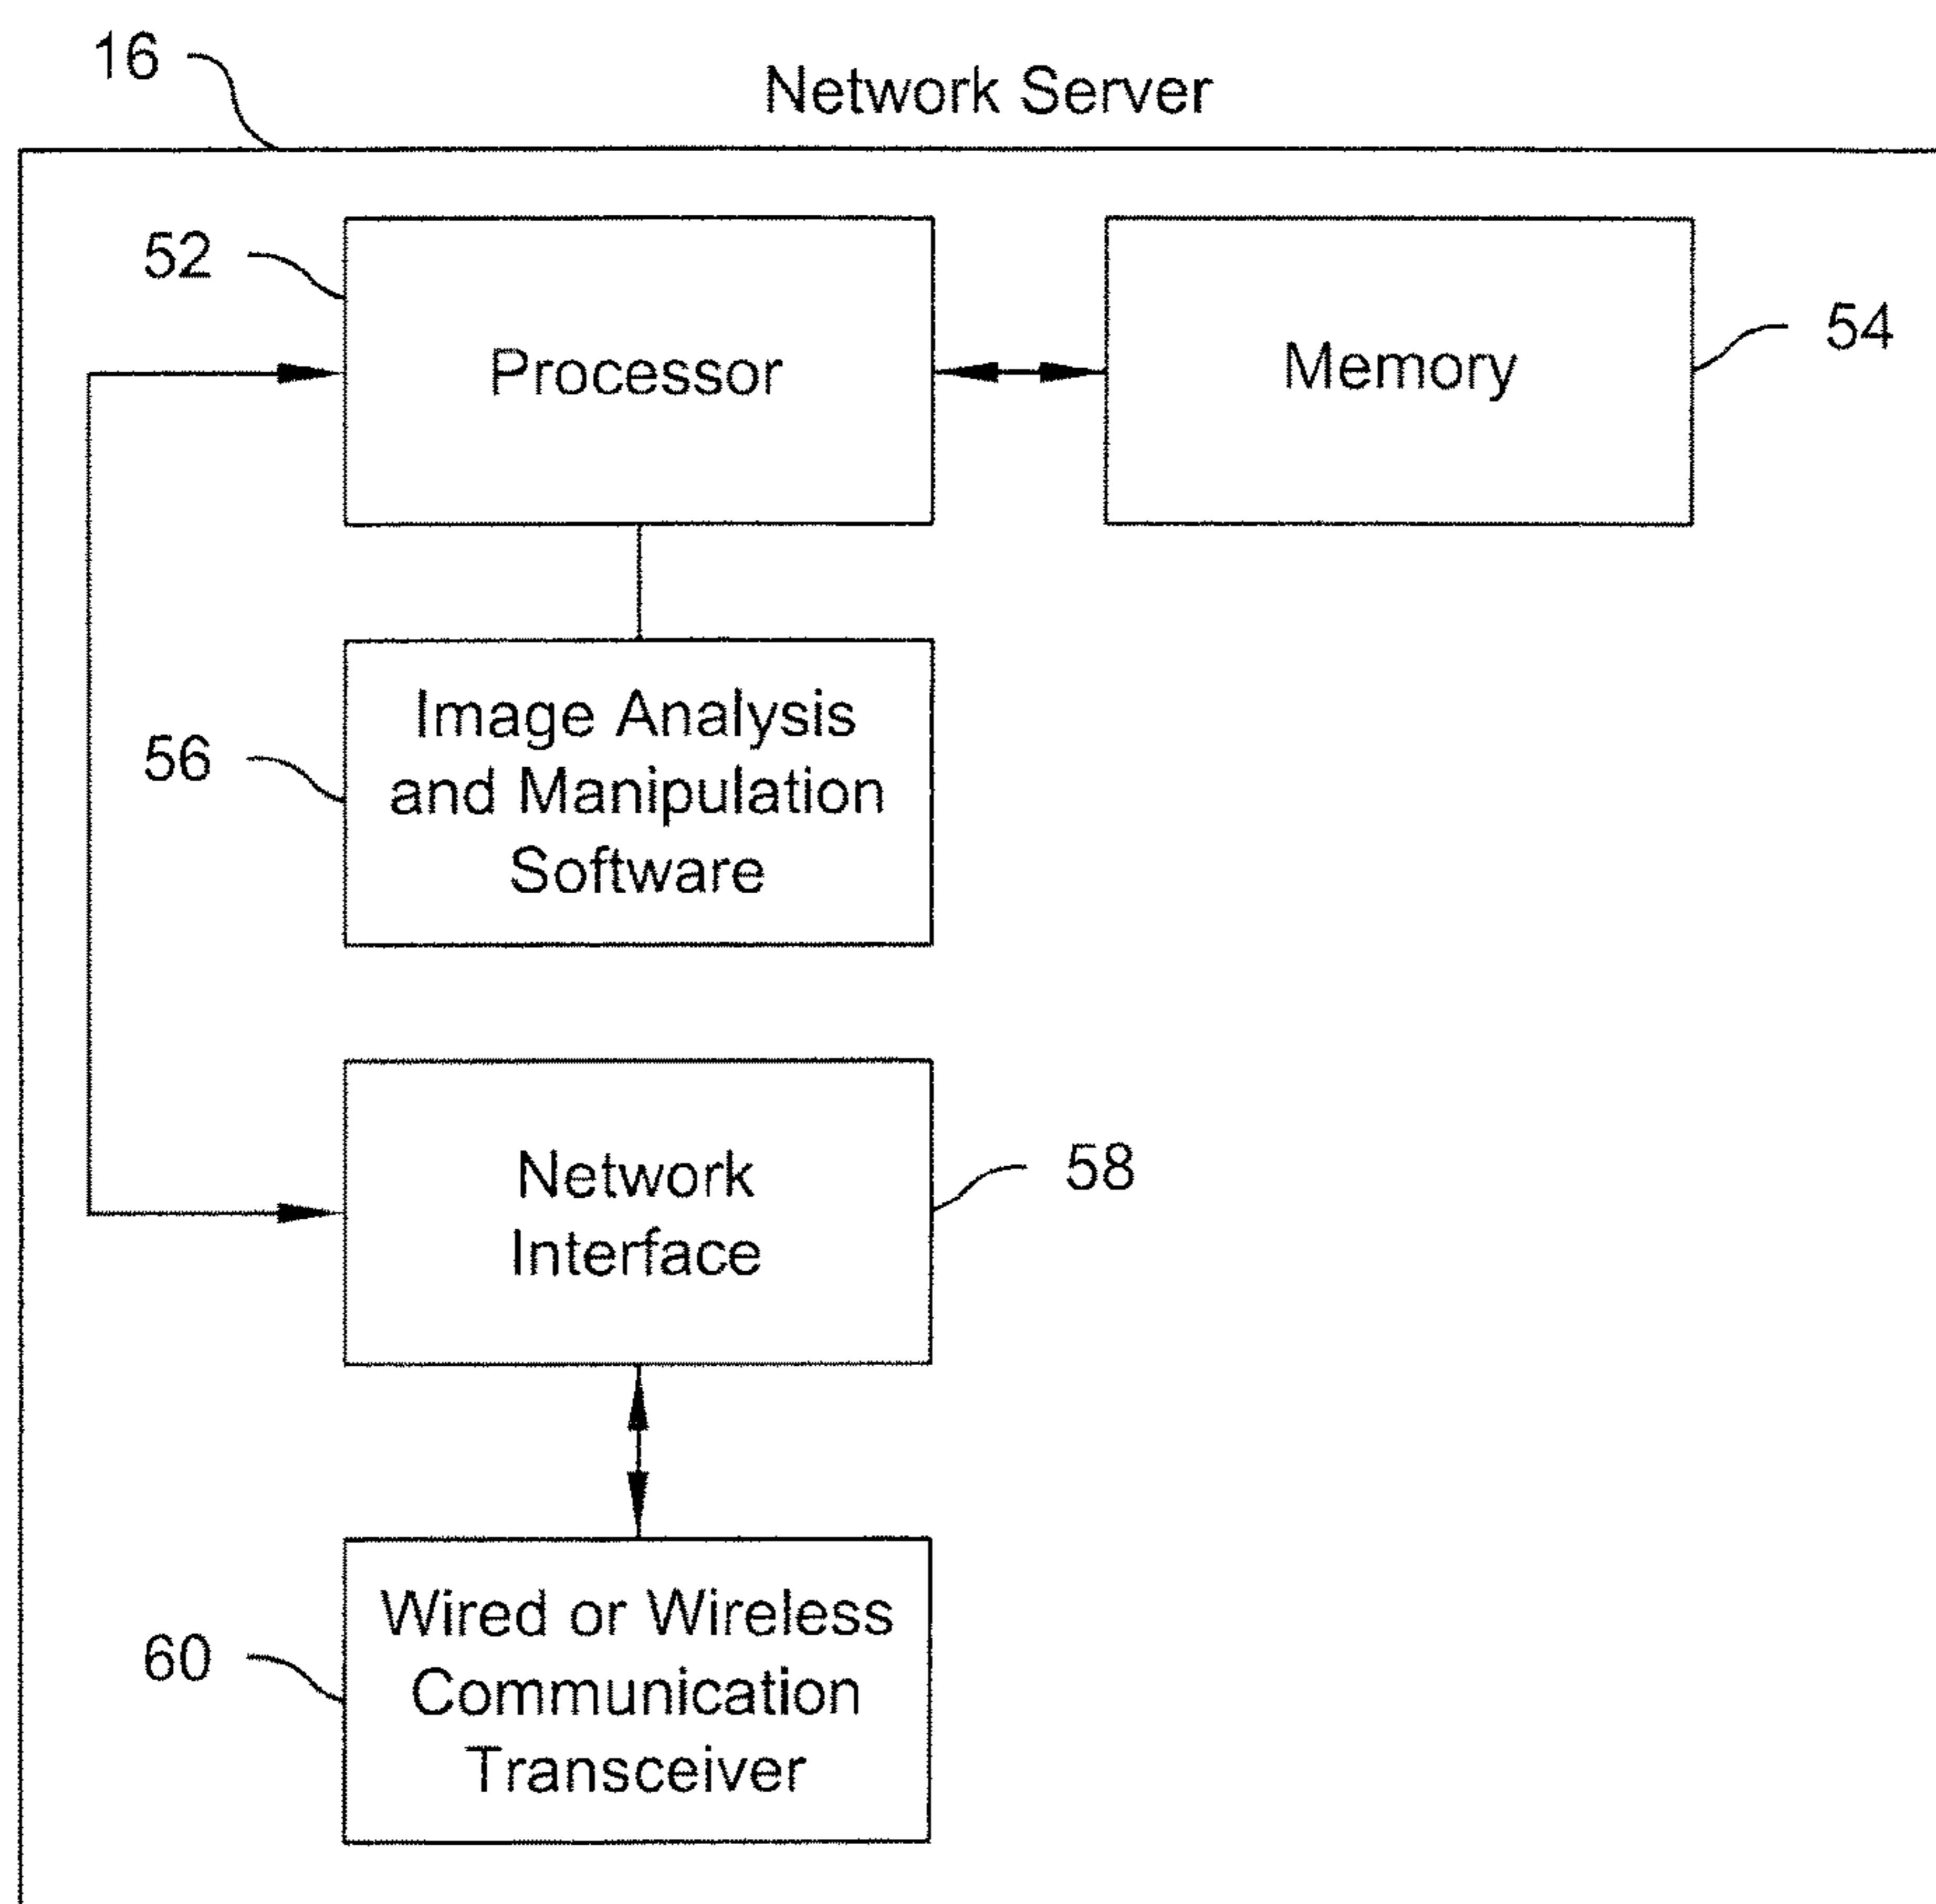 16
Network Server
52
Processor
Memory
54
56
Image Analysis
and Manipulation
Software
Network
Interface
58
60
Wired or Wireless
Communication
Transceiver